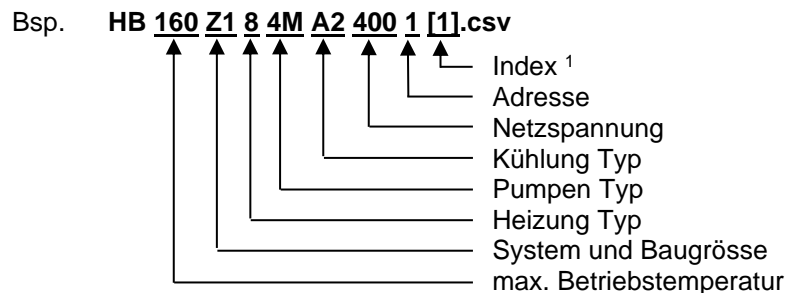 Bsp. HB 160 Z1 8 4M A2 400 1 [1].csv
Index 1
Adresse
Netzspannung
Kühlung Typ
Pumpen Typ
Heizung Typ
System und Baugrösse
max. Betriebstemperatur